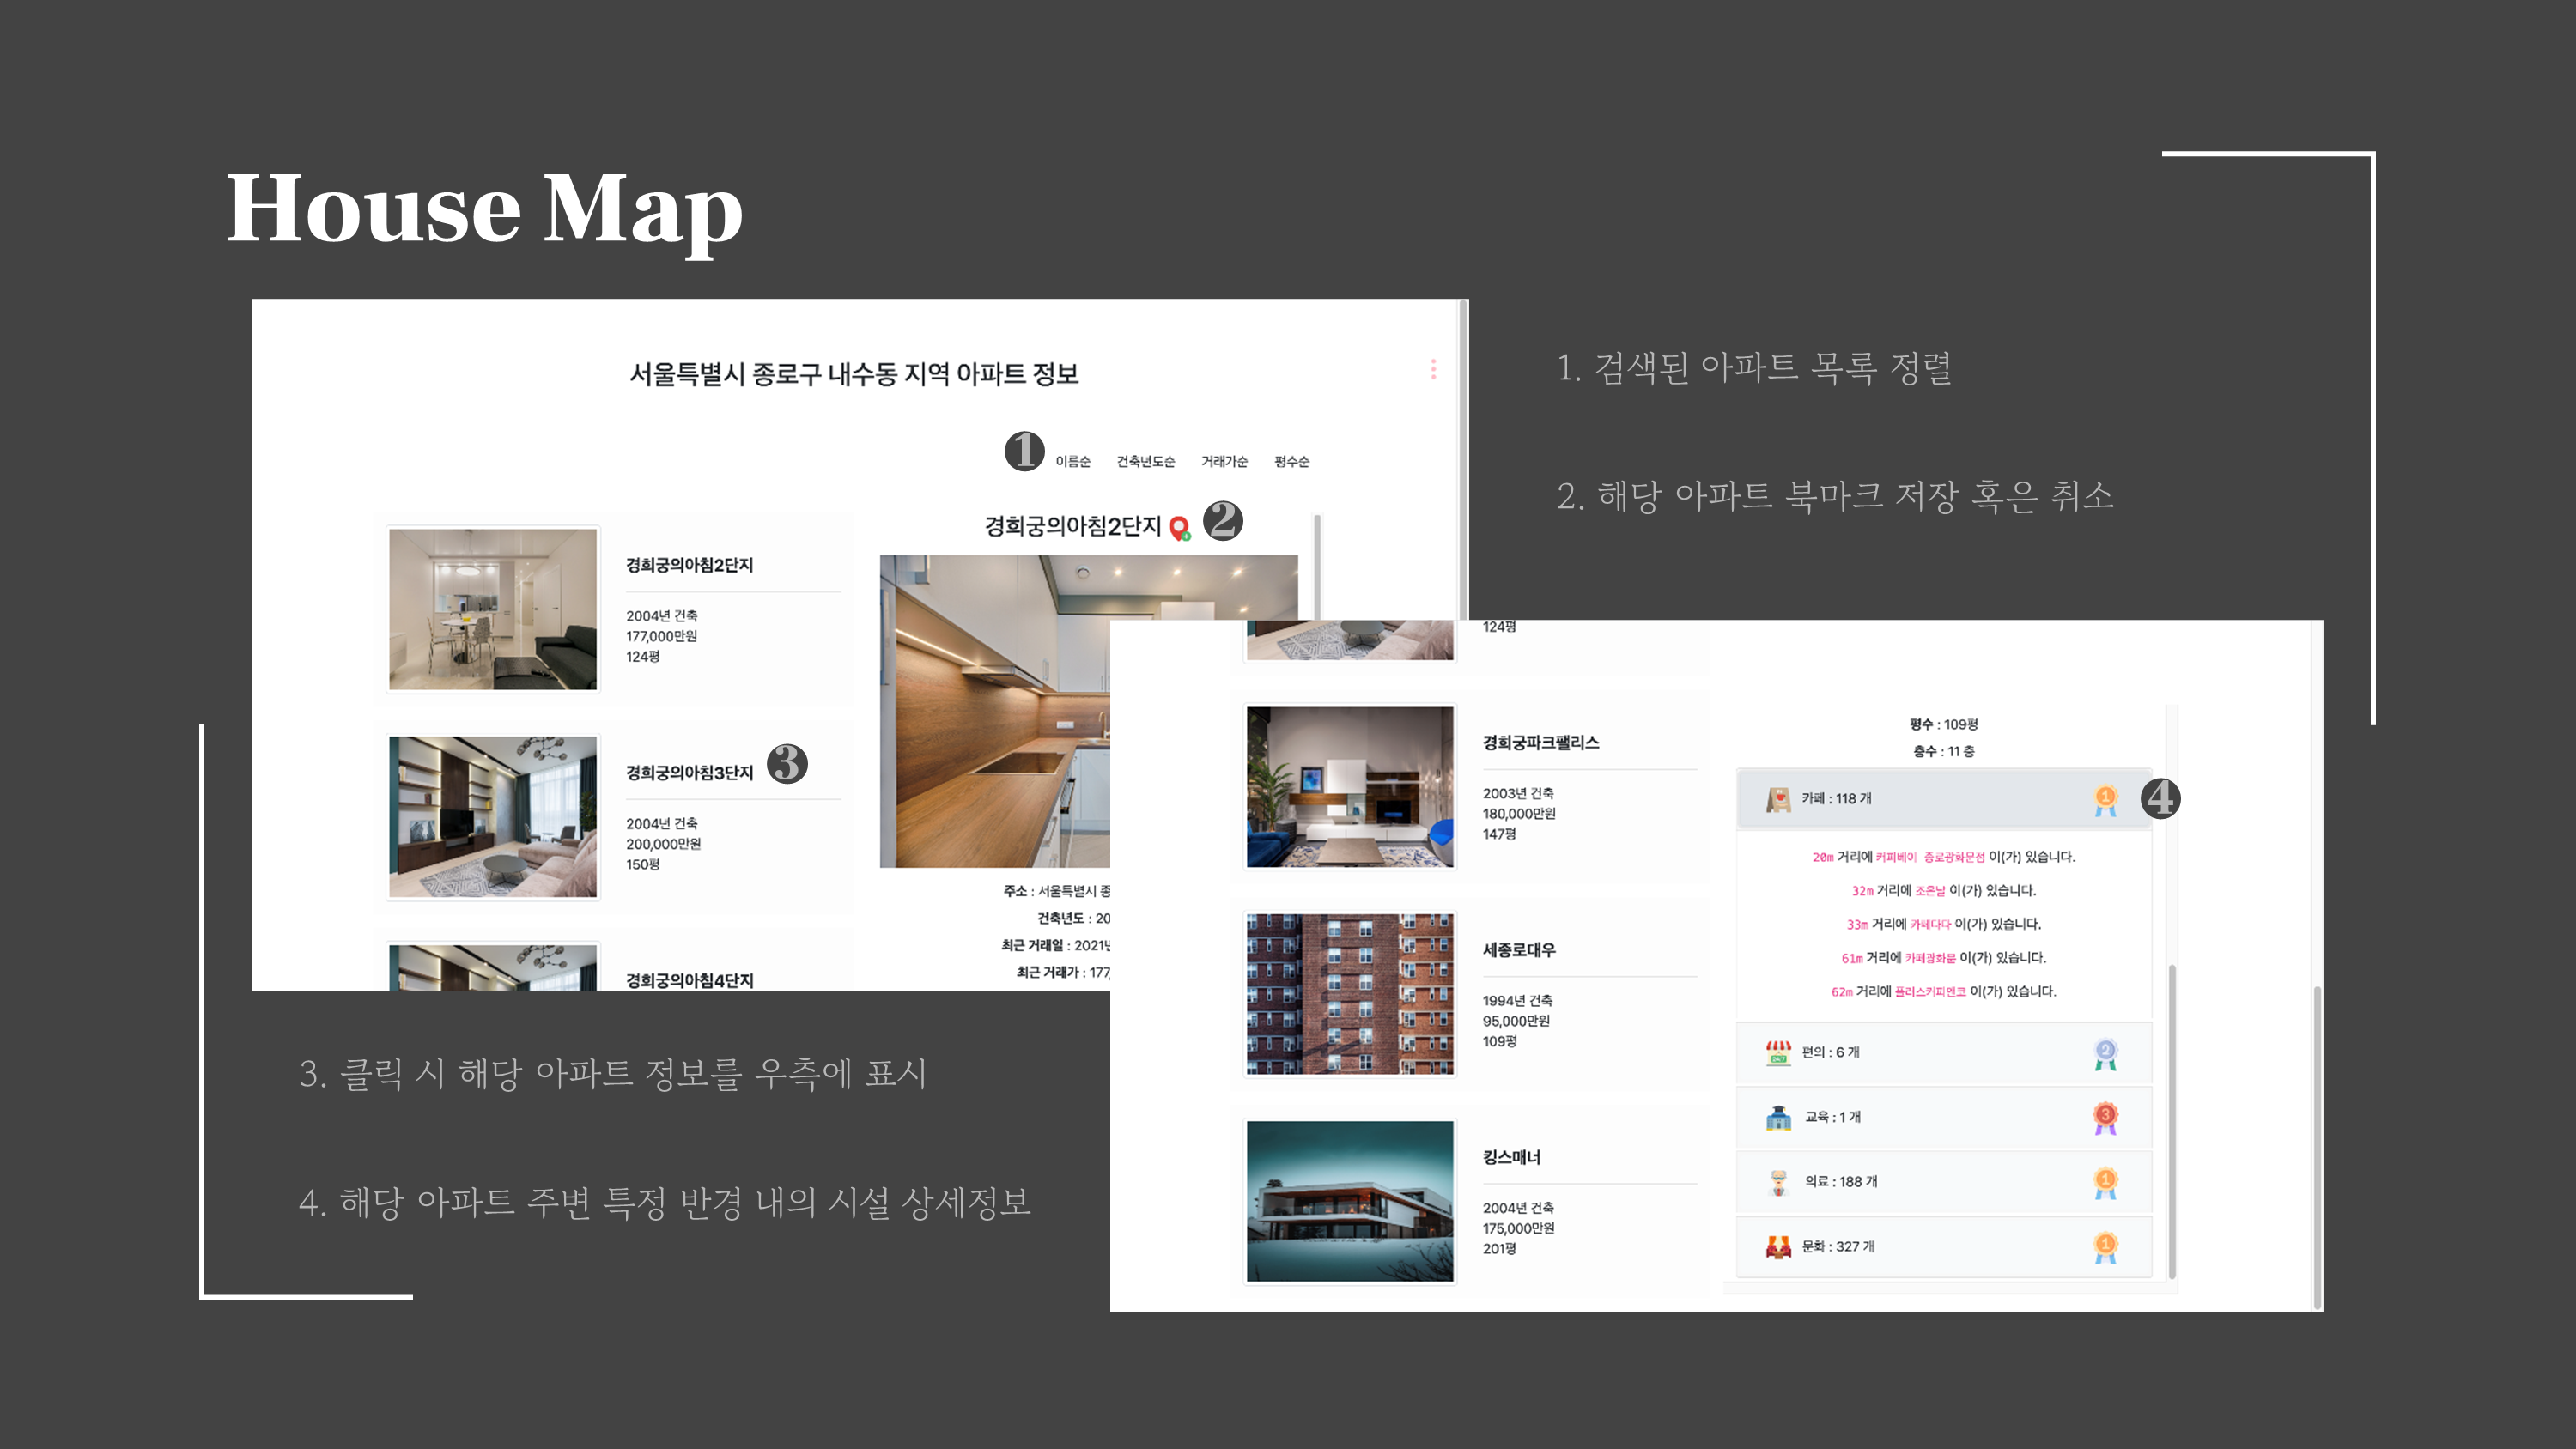 House Map
서울특별시 종로구 내수동 지역 아파트 정보
1 이름순 건축년도순 거래가순 평수순
경희궁의아침2단지 2
경희궁의아침2단지
2004년 건축
177,000만원
124평
경희궁의아침3단지 3
2004년 건축
200,000만원
150평
경희궁의아침4단지
주소 : 서울특별시 종
건축년도 : 20
최근 거래일 : 2021년
최근 거래가 : 177,
1. 검색된 아파트 목록 정렬
2. 해당 아파트 북마크 저장 혹은 취소
124평
경희궁파크팰리스
2003년 건축
180,000만원
147평
세종로대우
1994년 건축
95,000만원
109평
킹스매너
2004년 건축
175,000만원
201평
평수 : 109평
층수 : 11 층
카페 : 118 개 1 4
20m 거리에 커피베이 종로광화문점 이(가) 있습니다.
32m 거리에 조온날 이(가) 있습니다.
33m 거리에 카페다다 이(가) 있습니다.
61m 거리에 카페광화문 이(가) 있습니다.
62m 거리에 플러스커피앤코 이(가) 있습니다.
편의 : 6 개 2
교육 : 1 개 3
의료 : 188 개 1
문화 : 327 개 1
3. 클릭 시 해당 아파트 정보를 우측에 표시
4. 해당 아파트 주변 특정 반경 내의 시설 상세정보